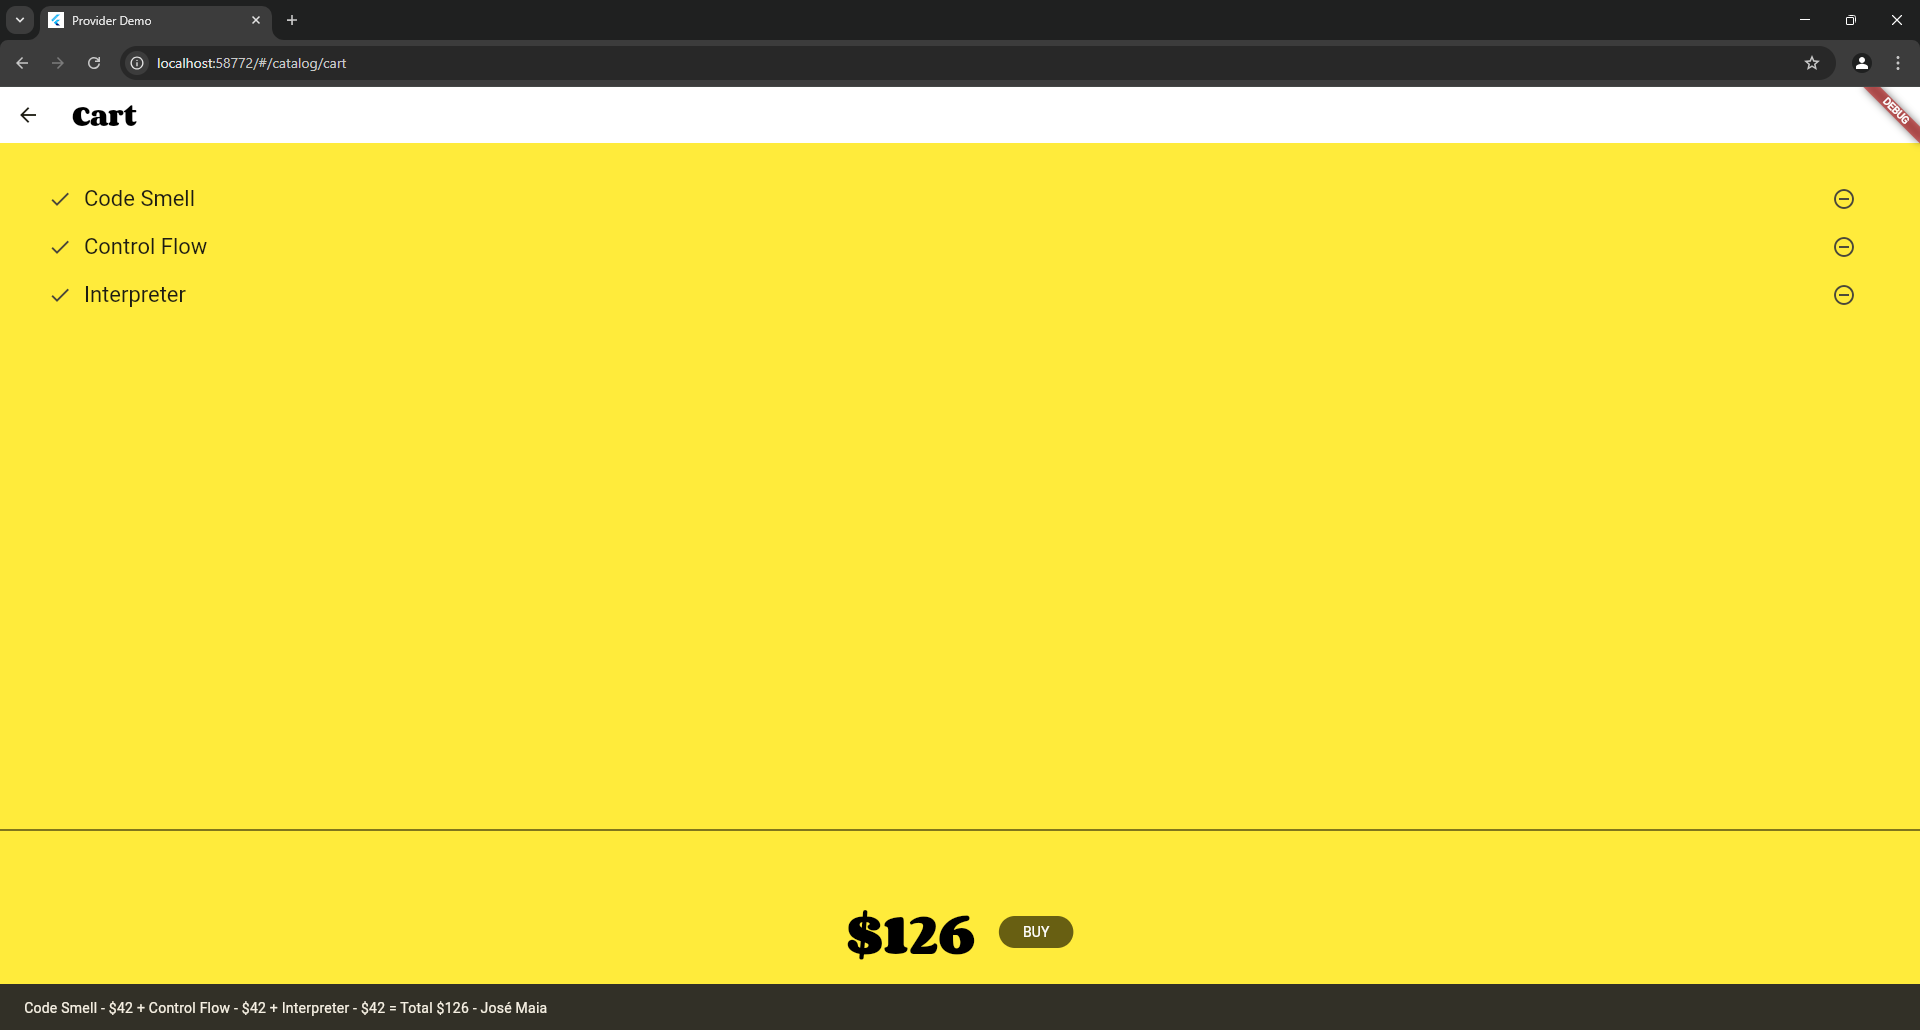 Provider Demo
localhost:58772/#/catalog/cart
Cart
DEBUG
Code Smell
Control Flow
Interpreter
$126
BUY
Code Smell - $42 + Control Flow - $42 + Interpreter - $42 = Total $126 - José Maia